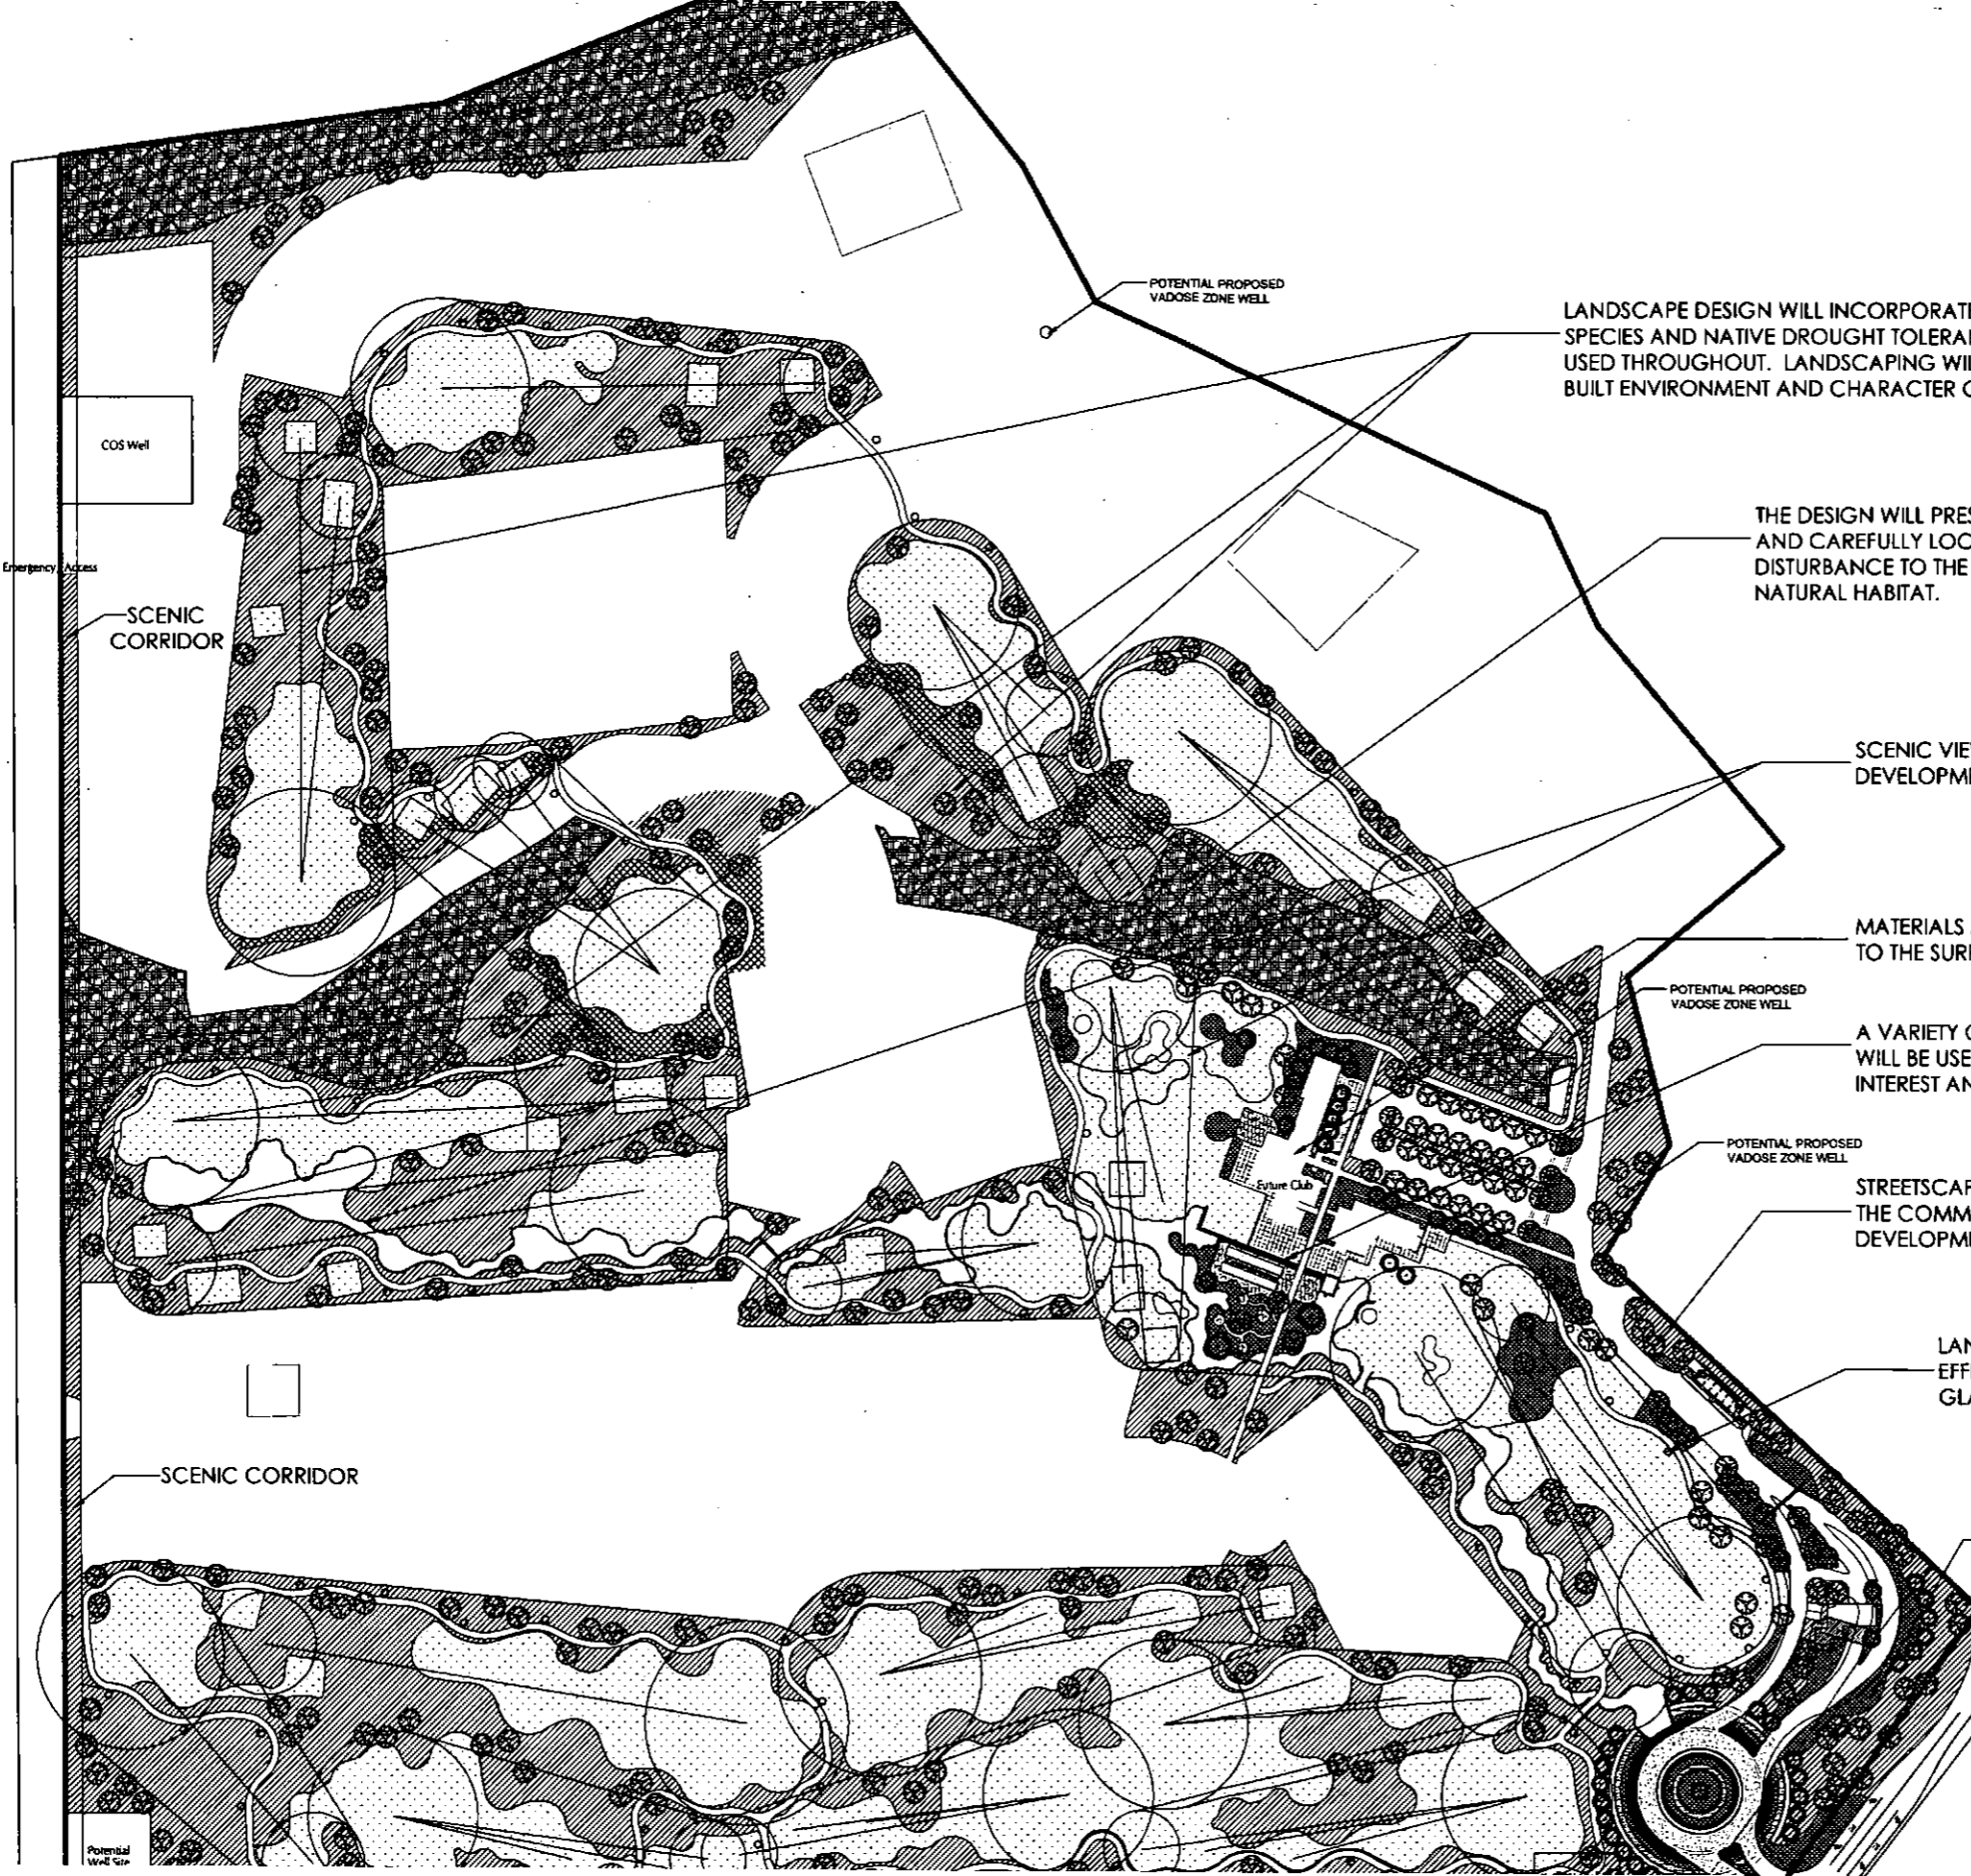 POTENTIAL PROPOSED
VADOSE ZONE WELL
LANDSCAPE DESIGN WILL INCORPORATE
SPECIES AND NATIVE DROUGHT TOLERA
USED THROUGHOUT. LANDSCAPING WI
BUILT ENVIRONMENT AND CHARACTER
COS Well
THE DESIGN WILL PRES
AND CAREFULLY LOC
DISTURBANCE TO THE
NATURAL HABITAT.
Emergency Access
SCENIC
CORRIDOR
SCENIC VIE
DEVELOPM
MATERIALS
TO THE SUR
POTENTIAL PROPOSED
VADOSE ZONE WELL
A VARIETY
WILL BE USE
INTEREST AN
POTENTIAL PROPOSED
VADOSE ZONE WELL
Future Club
STREETSCAP
THE COMM
DEVELOPM
LAN
EFF
GLA
SCENIC CORRIDOR
Potential
Well Site